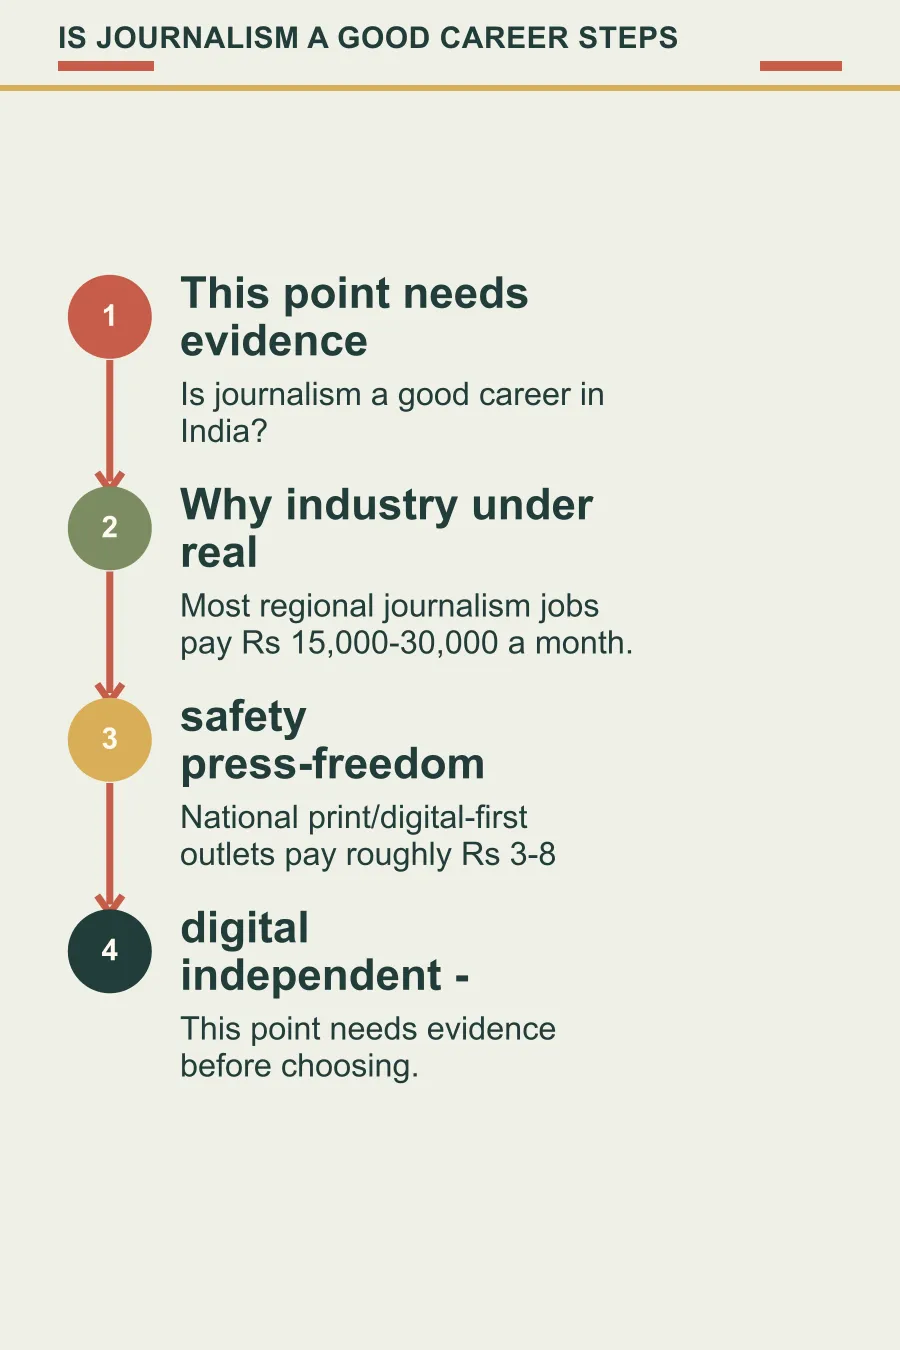 IS JOURNALISM A GOOD CAREER STEPS
1
This point needs
evidence
Is journalism a good career in
India?
2
Why industry under
real
Most regional journalism jobs
pay Rs 15,000-30,000 a month.
3
safety
press-freedom
National print/digital-first
outlets pay roughly Rs 3-8
4
digital
independent -
This point needs evidence
before choosing.